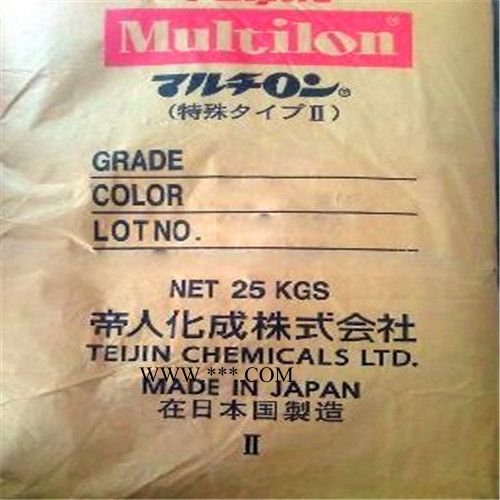 Multilon®
マルチロン®
(特殊タイプⅡ)
GRADE
COLOR
LOT NO.
NET 25 KGS
帝人化成株式会社
TEIJIN CHEMICALS LTD.
WWW.***.COM
MADE IN JAPAN
在日本国製造
Ⅱ